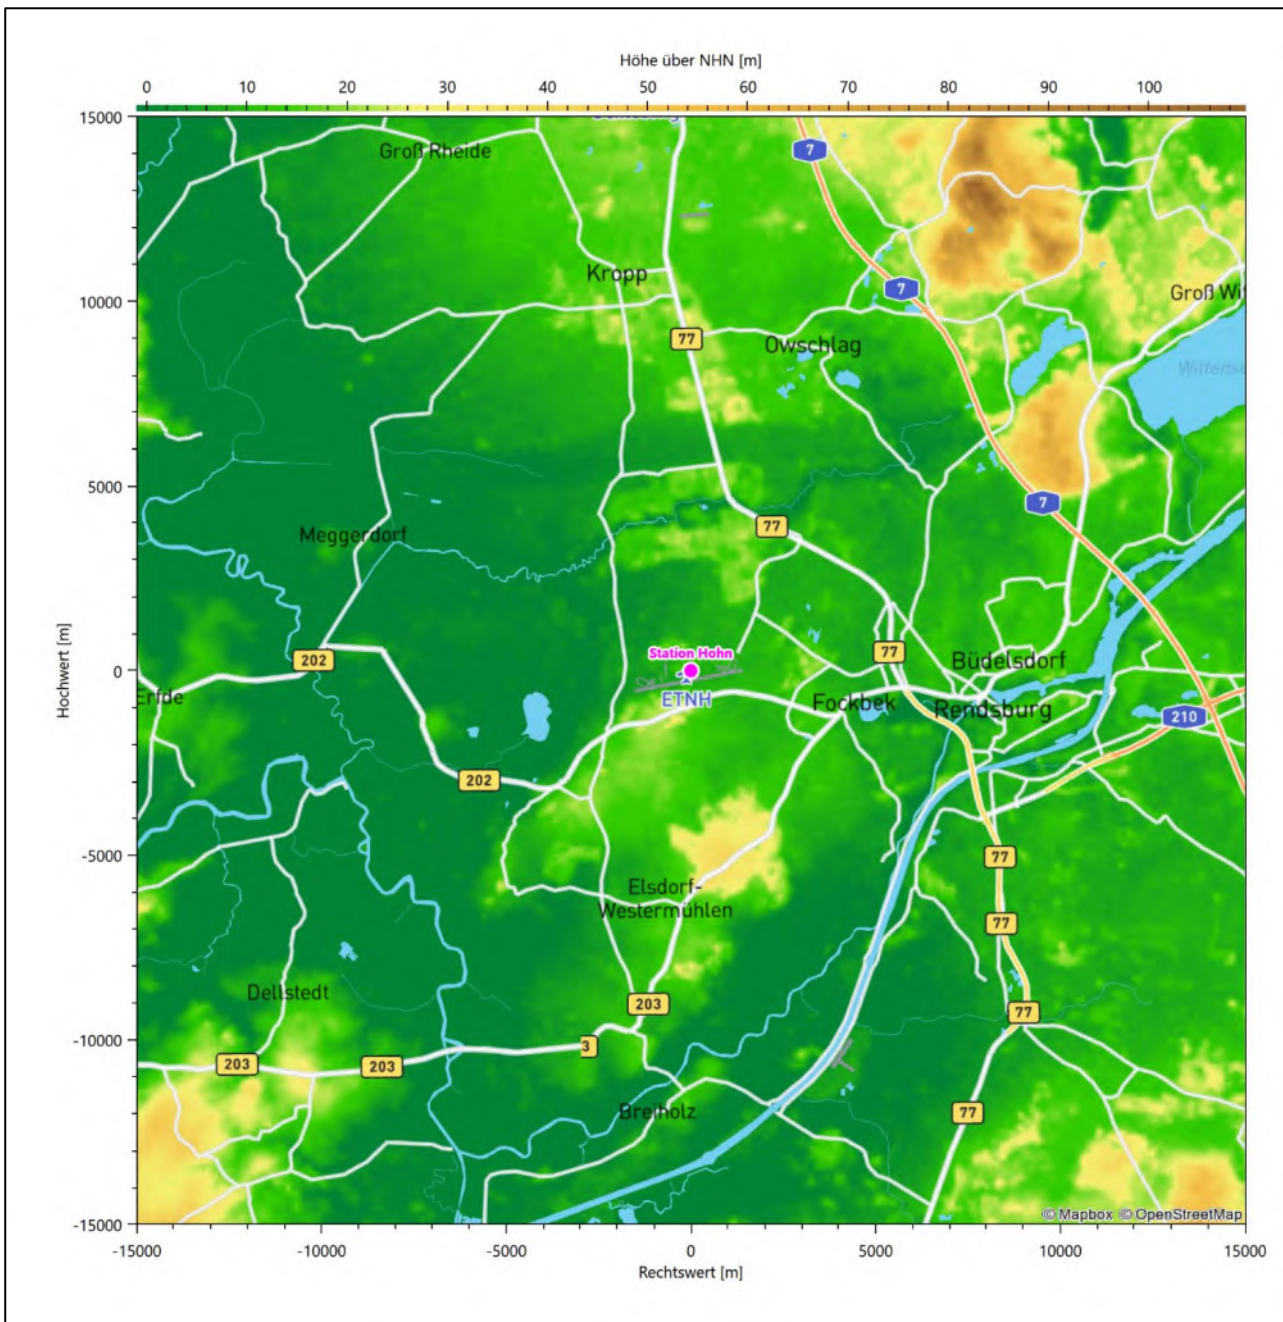 Höhe über NHN [m]
0 10 20 30 40 50 60 70 80 90 100
15000
10000
5000
0
-5000
-10000
-15000
Hochwert [m]
Groß Rheide
7
Kropp
7
Groß Wit
77
Owschlag
7
77
Meggerdorf
Station Hohn
77
Büdelsdorf
202
Erfde
ETNH
Fockbek
Rendsburg
210
202
77
Elsdorf-
Westermühlen
77
Dellstedt
203
77
3
203
203
Breiholz
77
© Mapbox © OpenStreetMap
-15000 -10000 -5000 0 5000 10000 15000
Rechtswert [m]